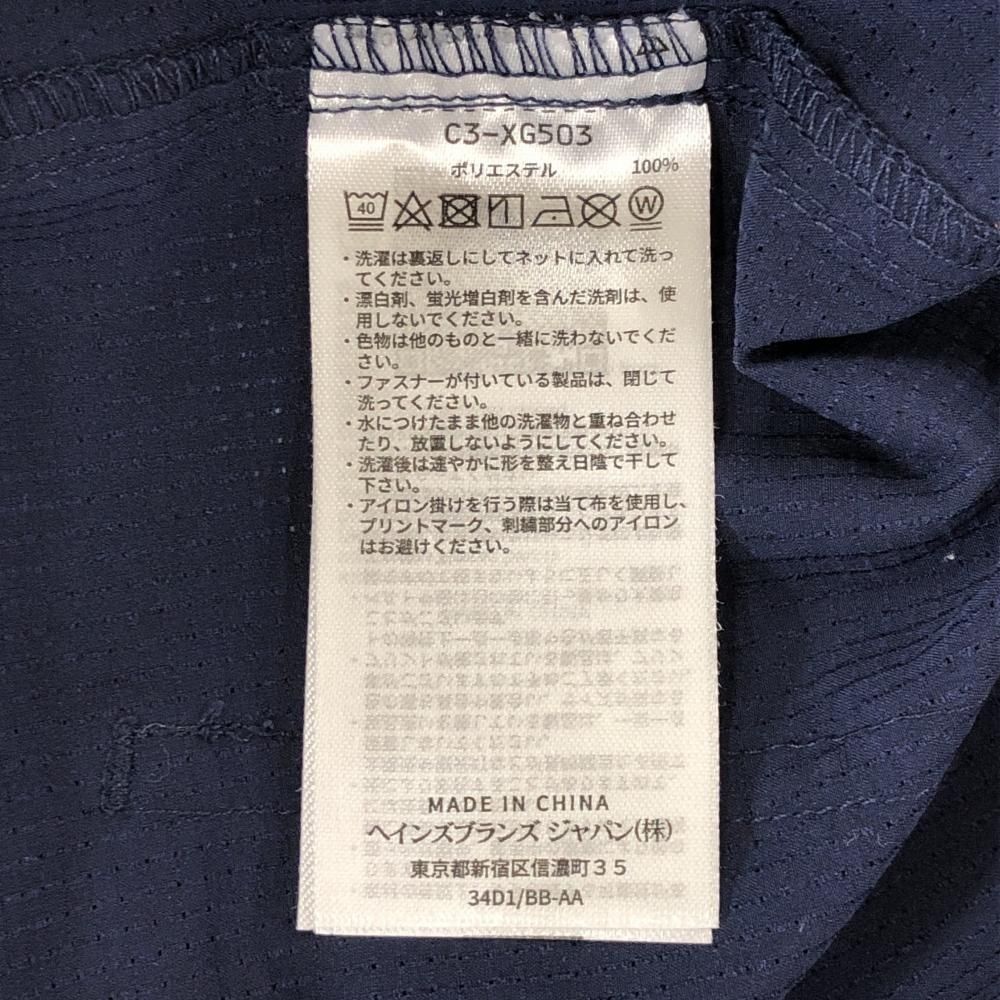 C3-XG503
ポリエステル 100%
40 W
・洗濯は裏返しにしてネットに入れて洗っ
てください。
・漂白剤、蛍光増白剤を含んだ洗剤は、使
用しないでください。
・色物は他のものと一緒に洗わないでくだ
さい。
・ファスナーが付いている製品は、閉じて
洗ってください。
・水につけたまま他の洗濯物と重ね合わせ
たり、放置しないようにしてください。
・洗濯後は速やかに形を整え日陰で干して
下さい。
・アイロン掛けを行う際は当て布を使用し、
プリントマーク、刺繍部分へのアイロン
はお避けください。
MADE IN CHINA
ヘインズブランズ ジャパン(株)
東京都新宿区信濃町35
34D1/BB-AA